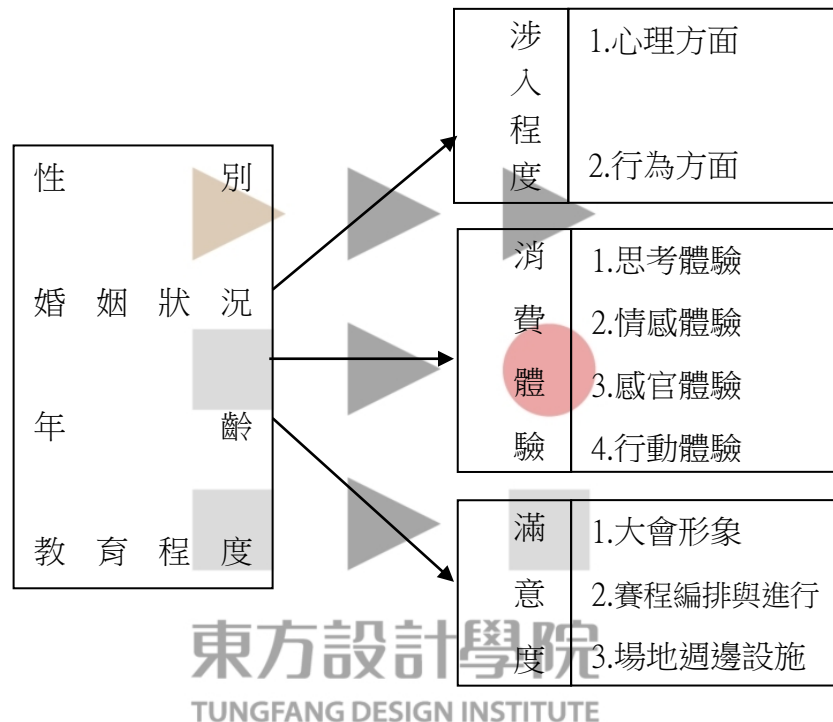 性別
婚姻狀況
年齡
教育程度
涉入程度
1.心理方面
2.行為方面
消費體驗
1.思考體驗
2.情感體驗
3.感官體驗
4.行動體驗
滿意度
1.大會形象
2.賽程編排與進行
3.場地週邊設施
東方設計學院
TUNGFANG DESIGN INSTITUTE